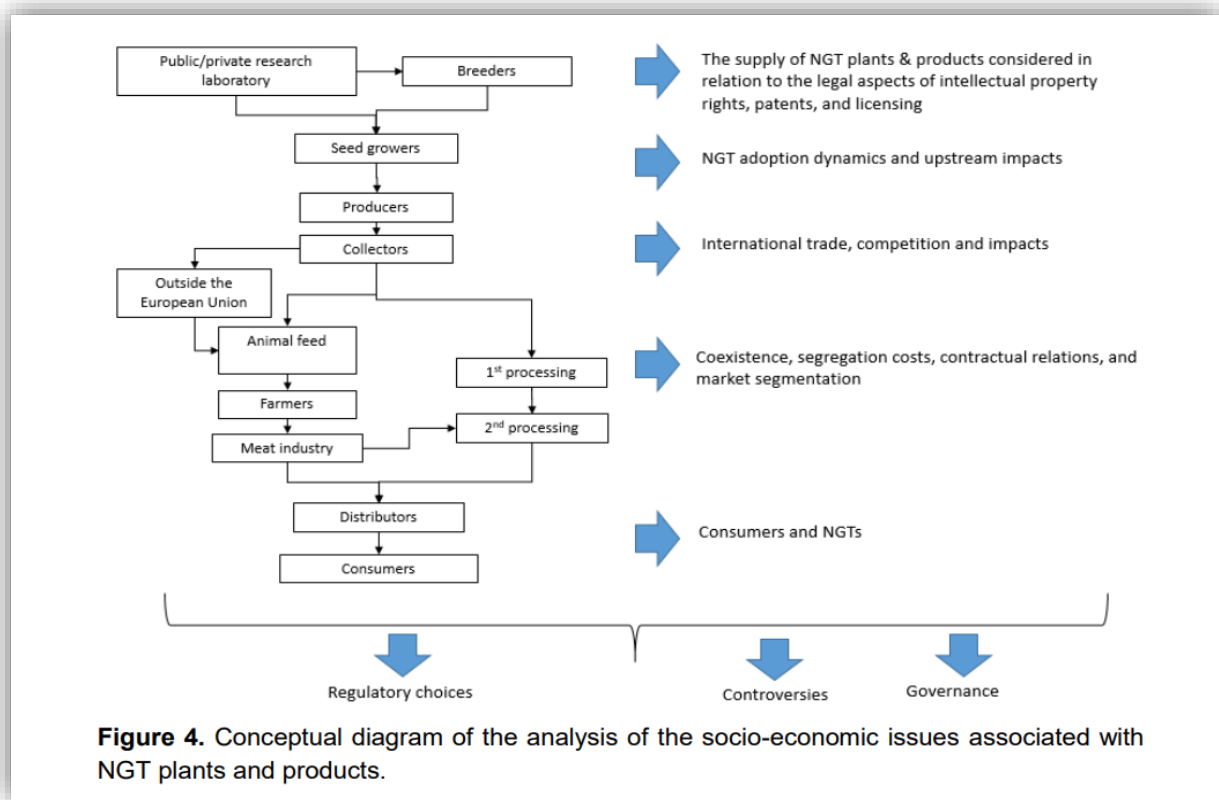 Public/private research
laboratory
Breeders
The supply of NGT plants & products considered in
relation to the legal aspects of intellectual property
rights, patents, and licensing
Seed growers
NGT adoption dynamics and upstream impacts
Producers
Collectors
International trade, competition and impacts
Outside the
European Union
Animal feed
1st processing
Coexistence, segregation costs, contractual relations, and
market segmentation
Farmers
2nd processing
Meat industry
Distributors
Consumers and NGTs
Consumers
Regulatory choices
Controversies
Governance
Figure 4. Conceptual diagram of the analysis of the socio-economic issues associated with
NGT plants and products.